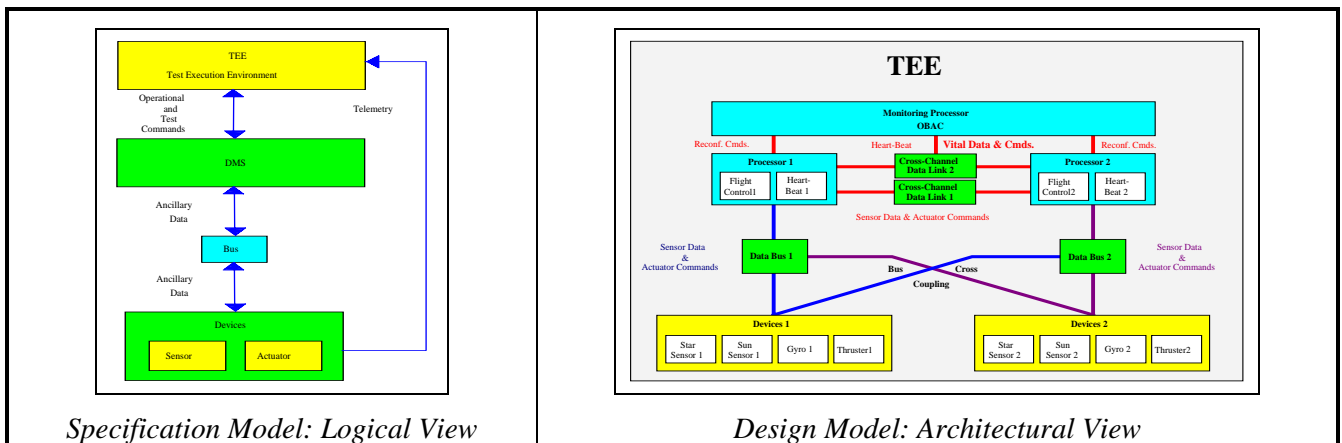 TEE
Test Execution Environment
Operational
and
Test
Commands
Telemetry
DMS
Ancillary
Data
Bus
Ancillary
Data
Devices
Sensor
Actuator
Specification Model: Logical View
TEE
Monitoring Processor
OBAC
Reconf. Cmds.
Heart-Beat
Vital Data & Cmds.
Reconf. Cmds.
Processor 1
Flight
Control1
Heart-
Beat 1
Cross-Channel
Data Link 2
Cross-Channel
Data Link 1
Processor 2
Flight
Control2
Heart-
Beat 2
Sensor Data & Actuator Commands
Sensor Data
&
Actuator Commands
Data Bus 1
Bus
Cross
Coupling
Data Bus 2
Sensor Data
&
Actuator Commands
Devices 1
Star
Sensor 1
Sun
Sensor 1
Gyro 1
Thruster1
Devices 2
Star
Sensor 2
Sun
Sensor 2
Gyro 2
Thruster2
Design Model: Architectural View